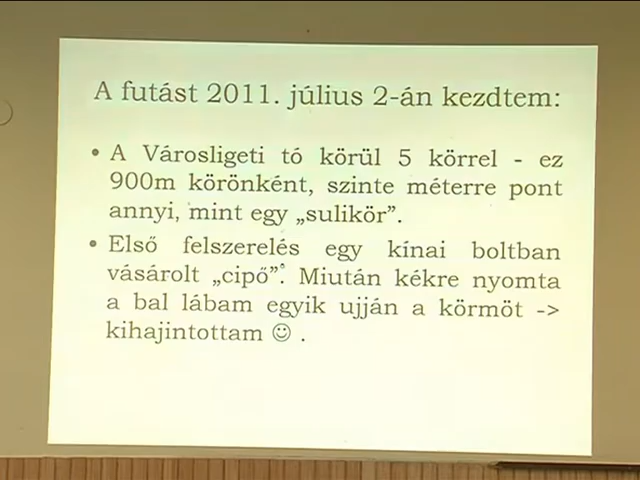 A futást 2011. július 2-án kezdtem:
• A Városligeti tó körül 5 körrel - ez
900m körönként, szinte méterre pont
annyi, mint egy „sulikör”.
• Első felszerelés egy kínai boltban
vásárolt „cipő”. Miután kékre nyomta
a bal lábam egyik ujján a körmöt ->
kihajintottam ☺ .